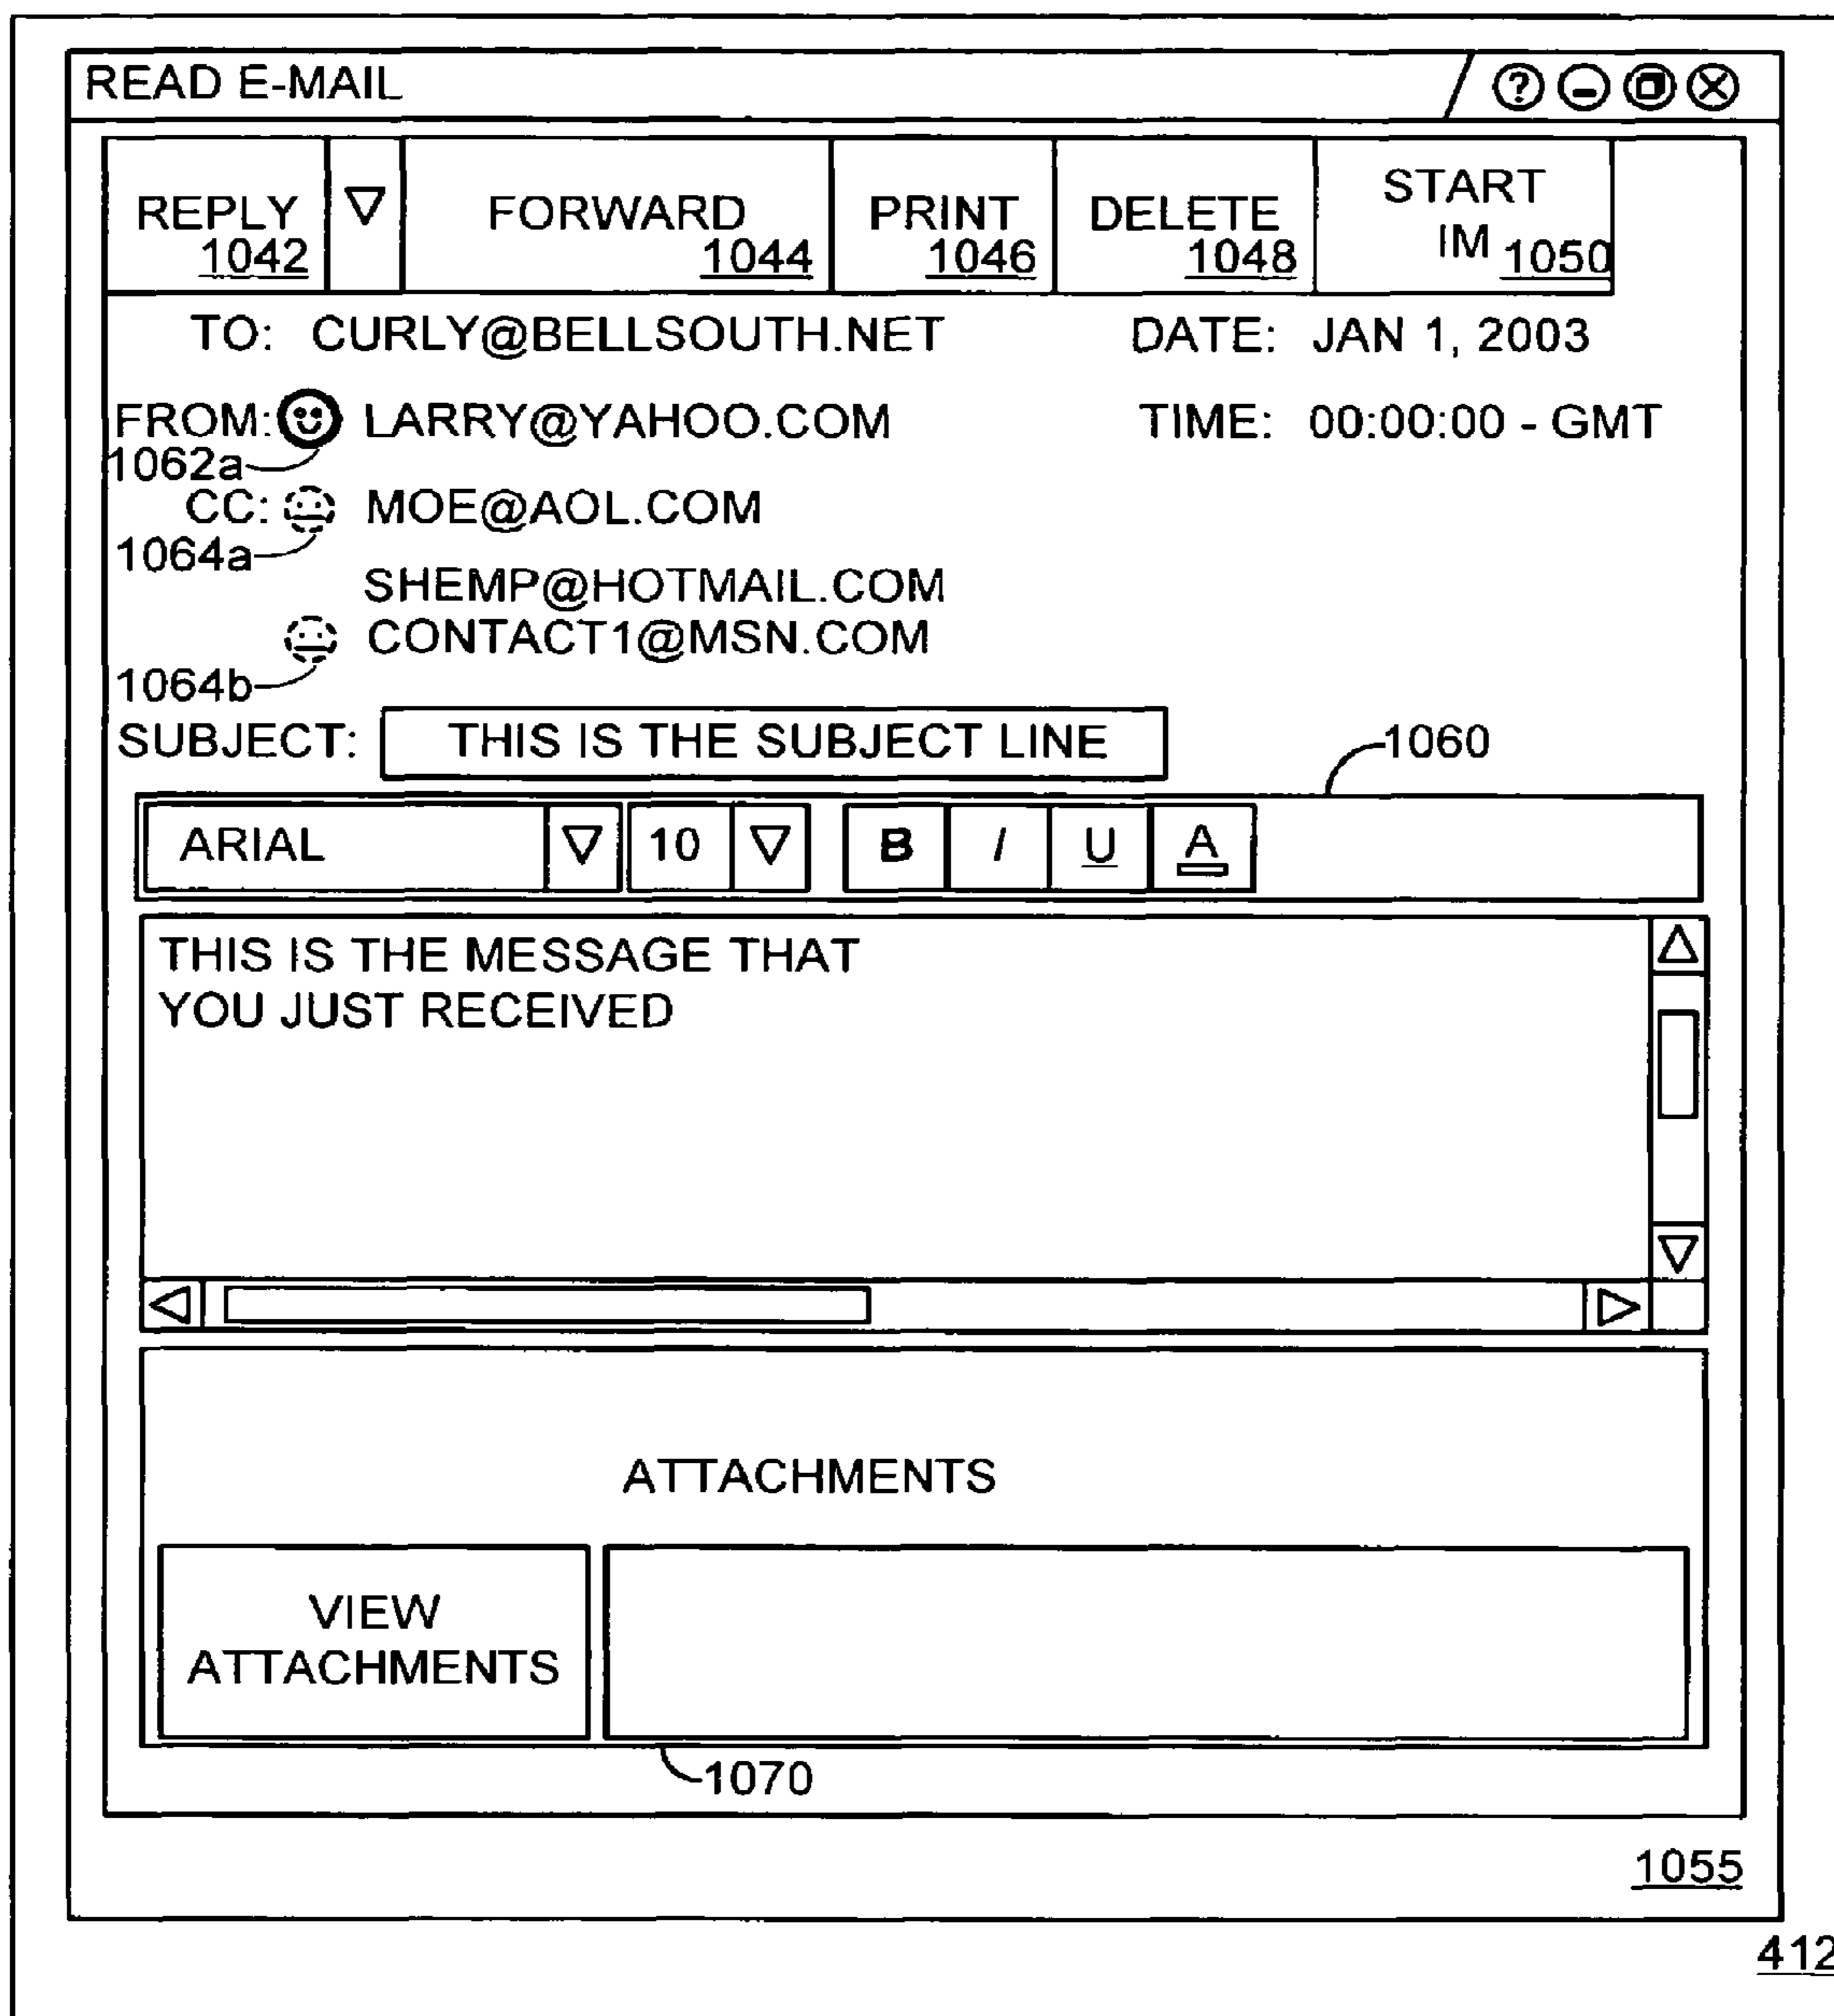 READ E-MAIL ?
REPLY 1042 FORWARD 1044 PRINT 1046 DELETE 1048 START IM 1050
TO: CURLY@BELLSOUTH.NET DATE: JAN 1, 2003
FROM: LARRY@YAHOO.COM TIME: 00:00:00 - GMT
1062a
CC: MOE@AOL.COM
1064a
SHEMP@HOTMAIL.COM
CONTACT1@MSN.COM
1064b
SUBJECT: THIS IS THE SUBJECT LINE
1060
ARIAL 10 B I U A
THIS IS THE MESSAGE THAT
YOU JUST RECEIVED
ATTACHMENTS
VIEW
ATTACHMENTS
1070
1055
412